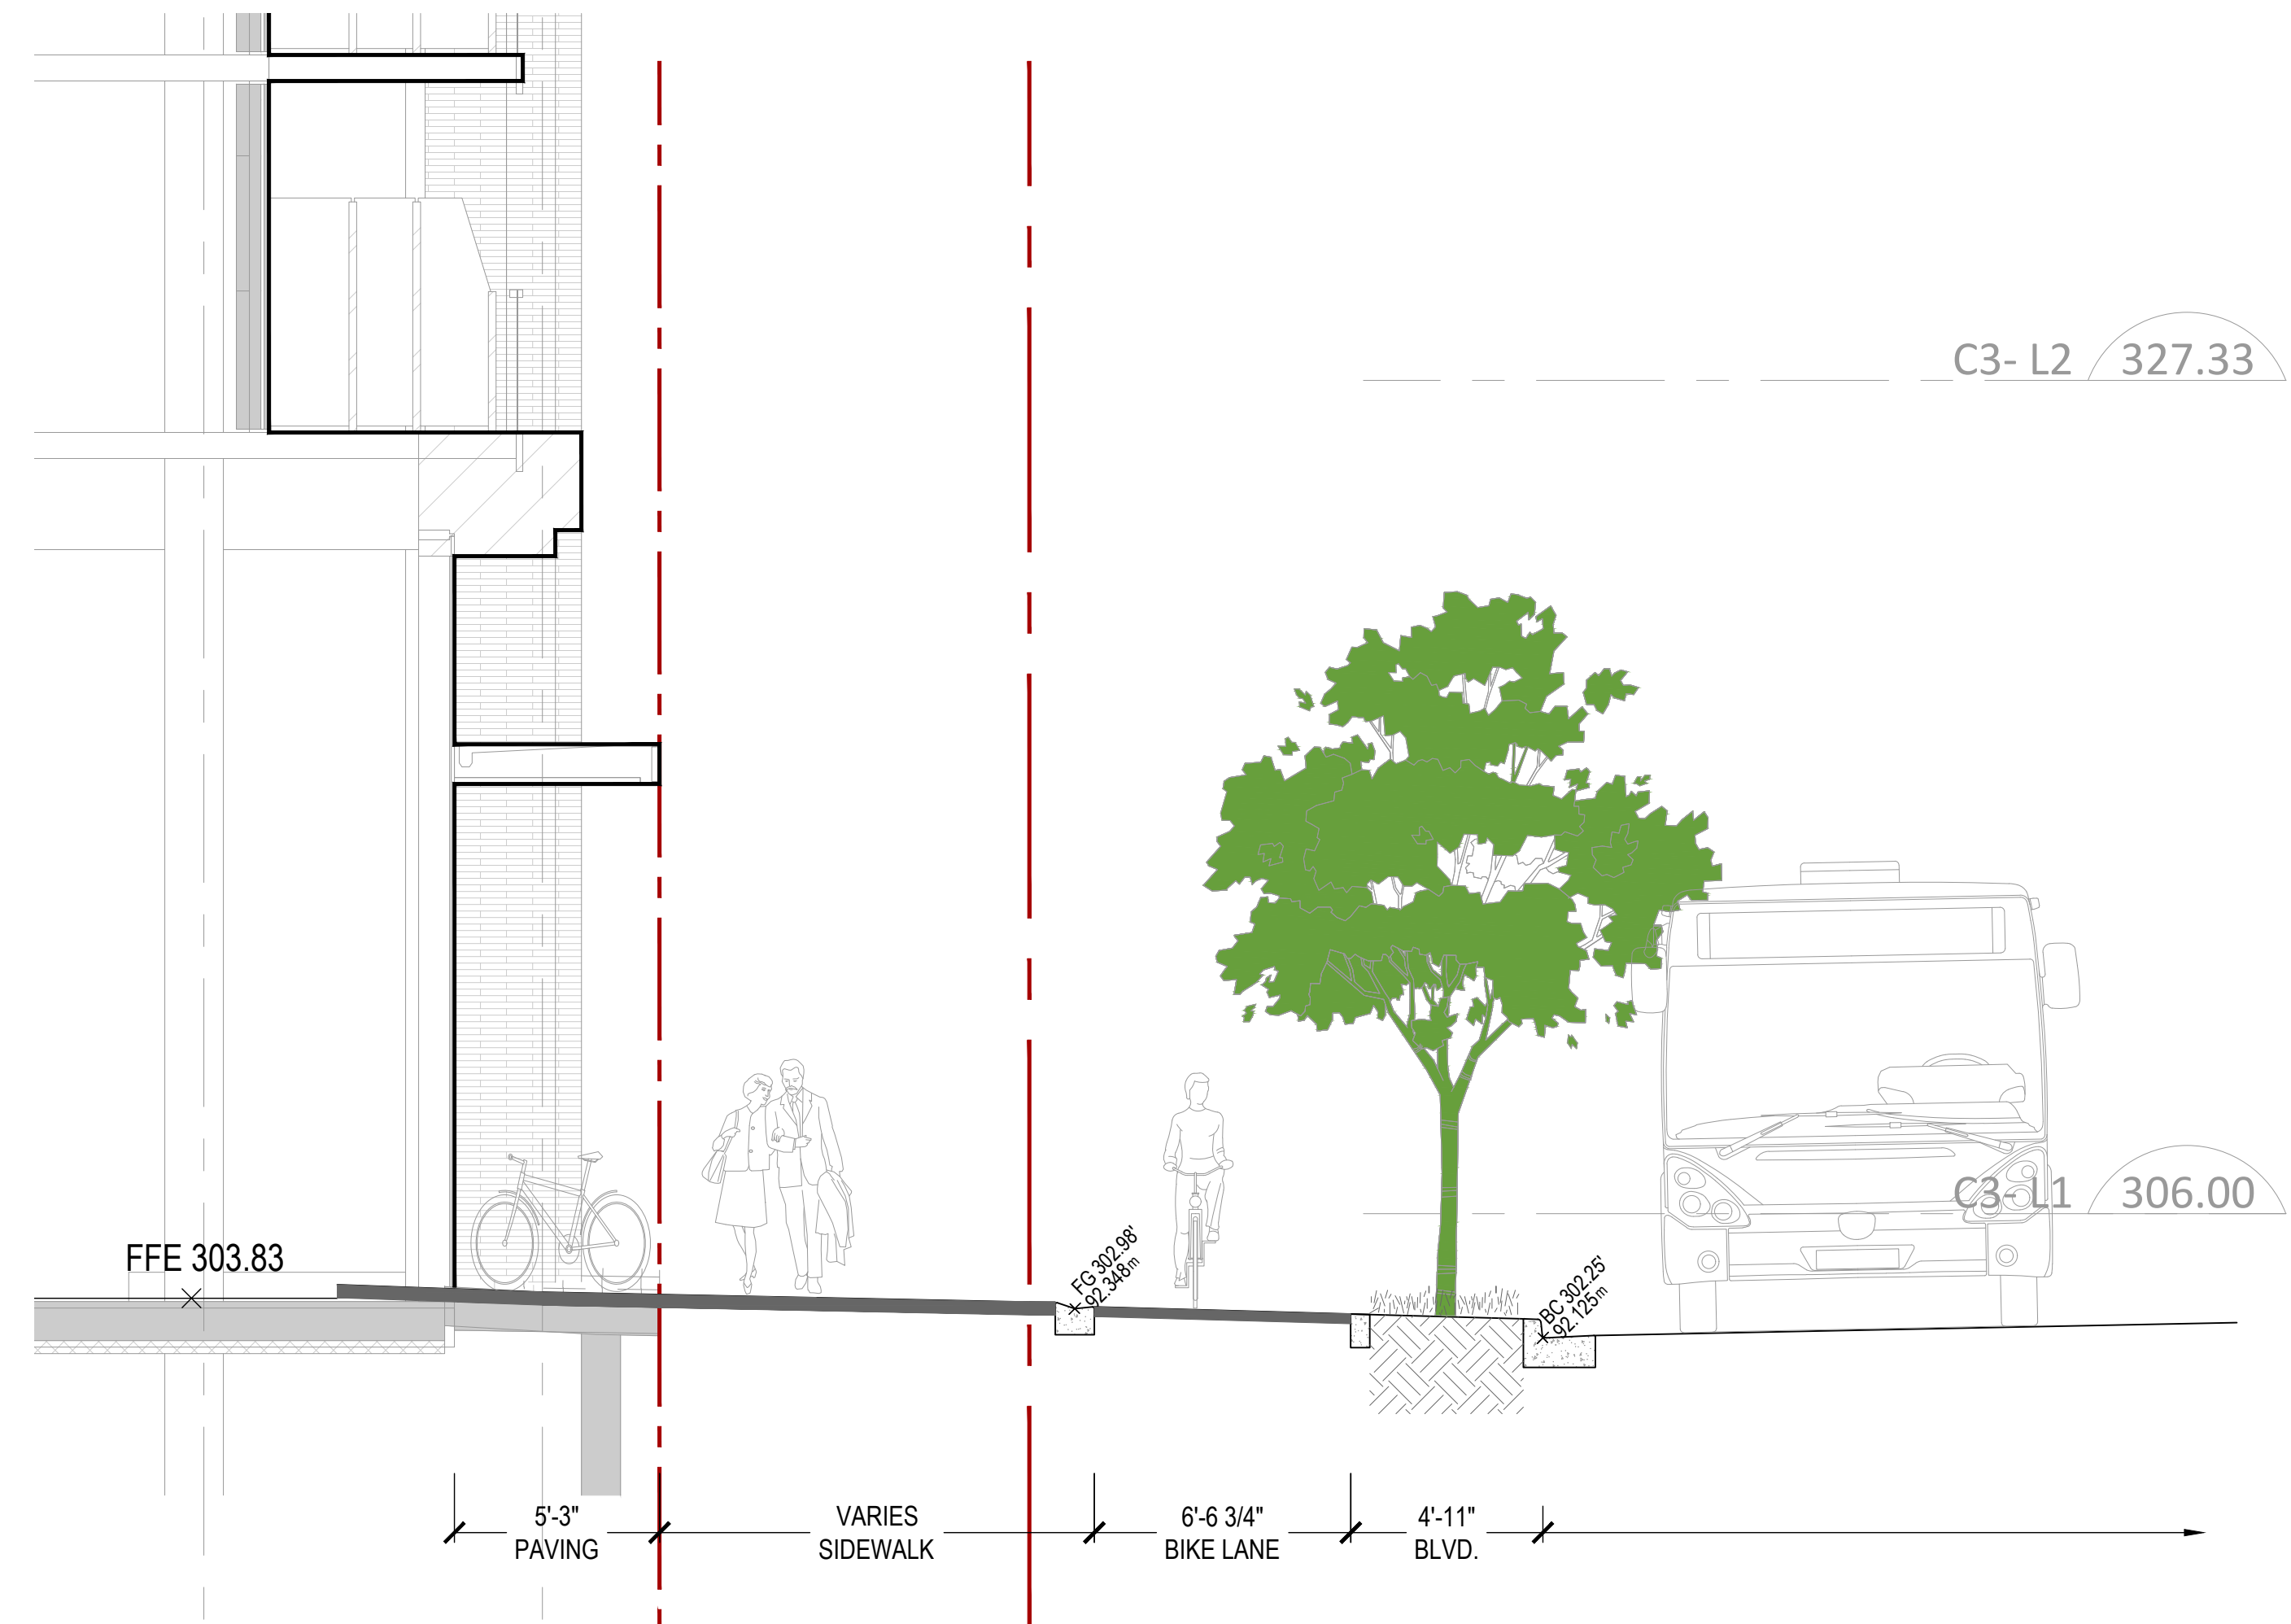 C3- L2 327.33
C3- L1 306.00
FFE 303.83
FG 302.98'
92.348m
BC 302.25'
92.125m
5'-3"
PAVING
VARIES
SIDEWALK
6'-6 3/4"
BIKE LANE
4'-11"
BLVD.